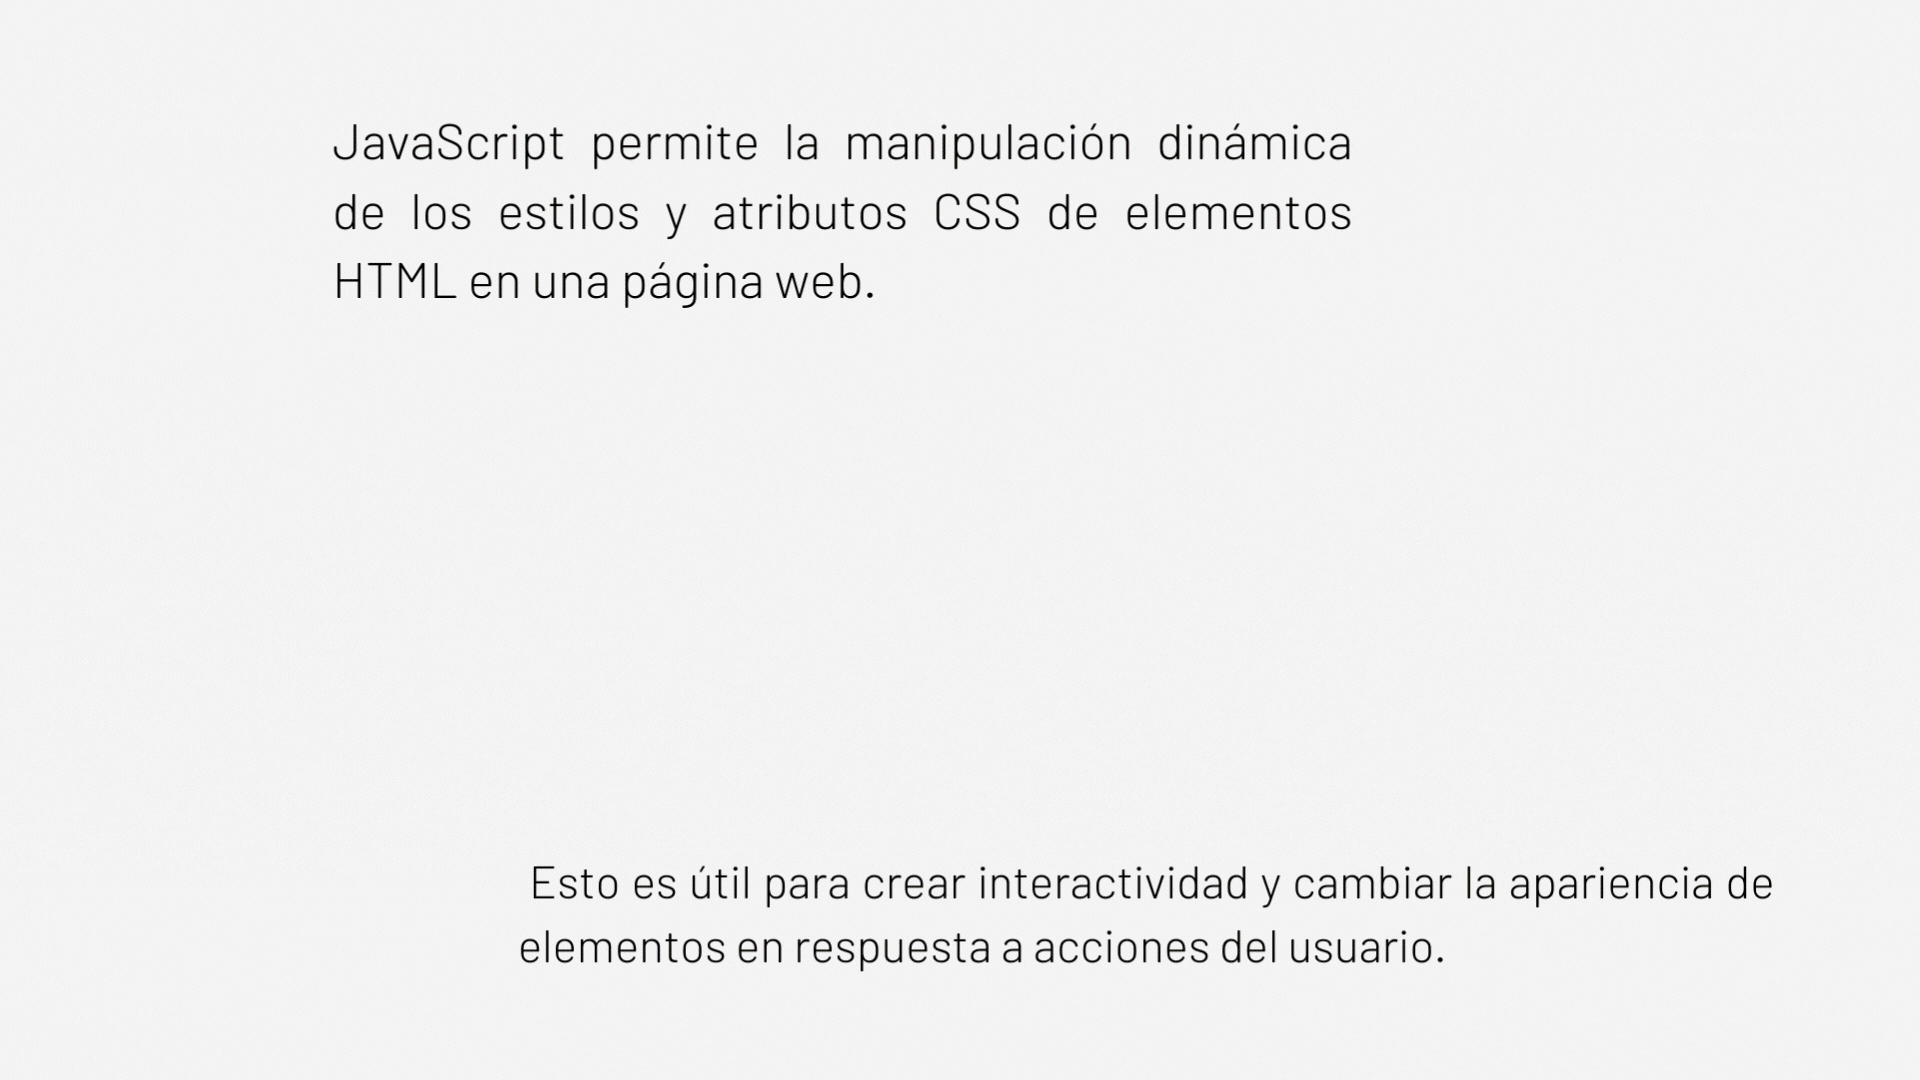 JavaScript permite la manipulación dinámica
de los estilos y atributos CSS de elementos
HTML en una página web.
Esto es útil para crear interactividad y cambiar la apariencia de
elementos en respuesta a acciones del usuario.